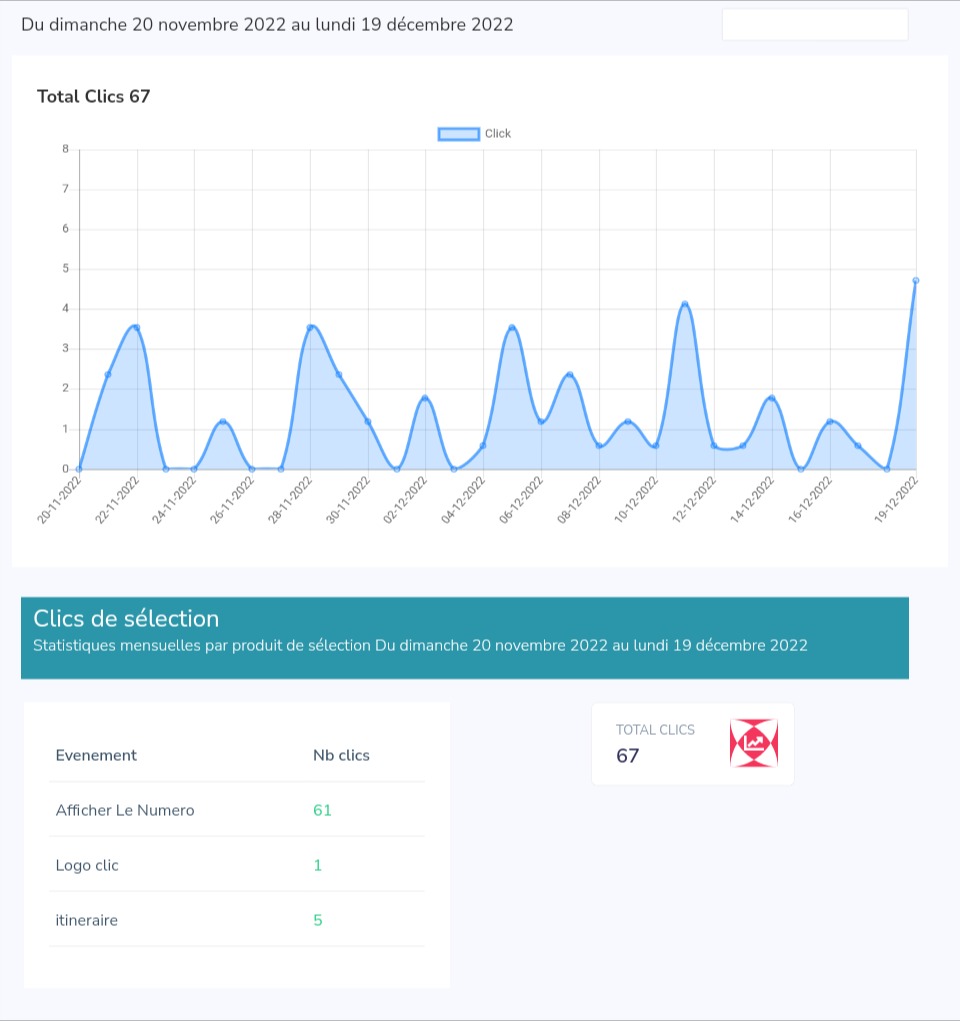 Du dimanche 20 novembre 2022 au lundi 19 décembre 2022
Total Clics 67
Click
8
7
6
5
4
3
2
1
0
20-11-2022
22-11-2022
24-11-2022
26-11-2022
28-11-2022
30-11-2022
02-12-2022
04-12-2022
06-12-2022
08-12-2022
10-12-2022
12-12-2022
14-12-2022
16-12-2022
19-12-2022
Clics de sélection
Statistiques mensuelles par produit de sélection Du dimanche 20 novembre 2022 au lundi 19 décembre 2022
Evenement Nb clics
Afficher Le Numero 61
Logo clic 1
itineraire 5
TOTAL CLICS
67